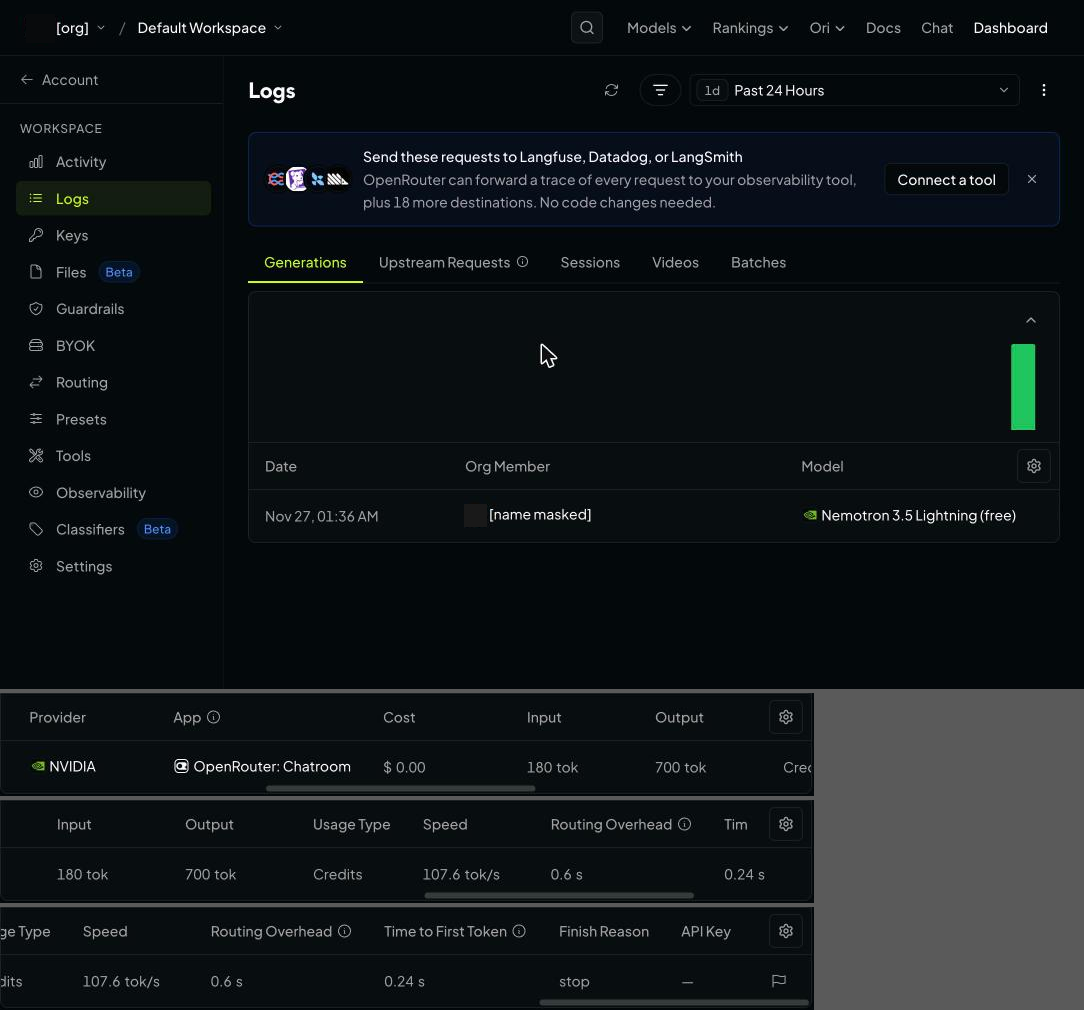 [org] / Default Workspace
Models Rankings Ori Docs Chat Dashboard
Account
WORKSPACE
Activity
Logs
Keys
Files Beta
Guardrails
BYOK
Routing
Presets
Tools
Observability
Classifiers Beta
Settings
Logs
1d Past 24 Hours
Send these requests to Langfuse, Datadog, or LangSmith
OpenRouter can forward a trace of every request to your observability tool,
plus 18 more destinations. No code changes needed.
Connect a tool
Generations Upstream Requests Sessions Videos Batches
Date Org Member Model
Nov 27, 01:36 AM [name masked] Nemotron 3.5 Lightning (free)
Provider App Cost Input Output
NVIDIA OpenRouter: Chatroom $ 0.00 180 tok 700 tok Crec
Input Output Usage Type Speed Routing Overhead Tim
180 tok 700 tok Credits 107.6 tok/s 0.6 s 0.24 s
ge Type Speed Routing Overhead Time to First Token Finish Reason API Key
dits 107.6 tok/s 0.6 s 0.24 s stop —